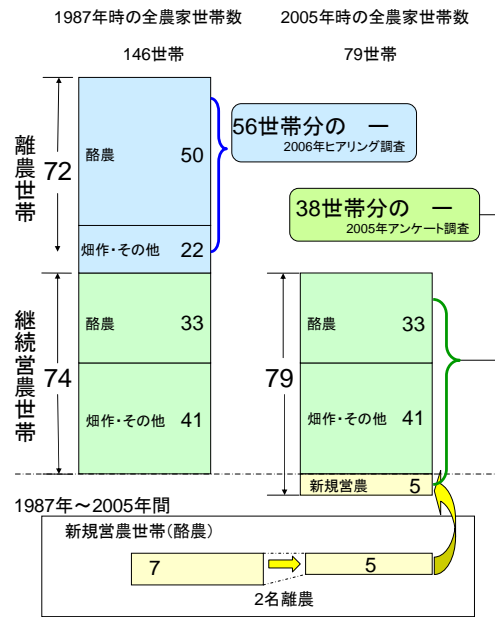 1987年時の全農家世帯数
146世帯
2005年時の全農家世帯数
79世帯
離農世帯
72
酪農 50
畑作・その他 22
56世帯分の ー
2006年ヒアリング調査
38世帯分の ー
2005年アンケート調査
継続営農世帯
74
酪農 33
畑作・その他 41
79
酪農 33
畑作・その他 41
新規営農 5
1987年～2005年間
新規営農世帯(酪農)
7
5
2名離農